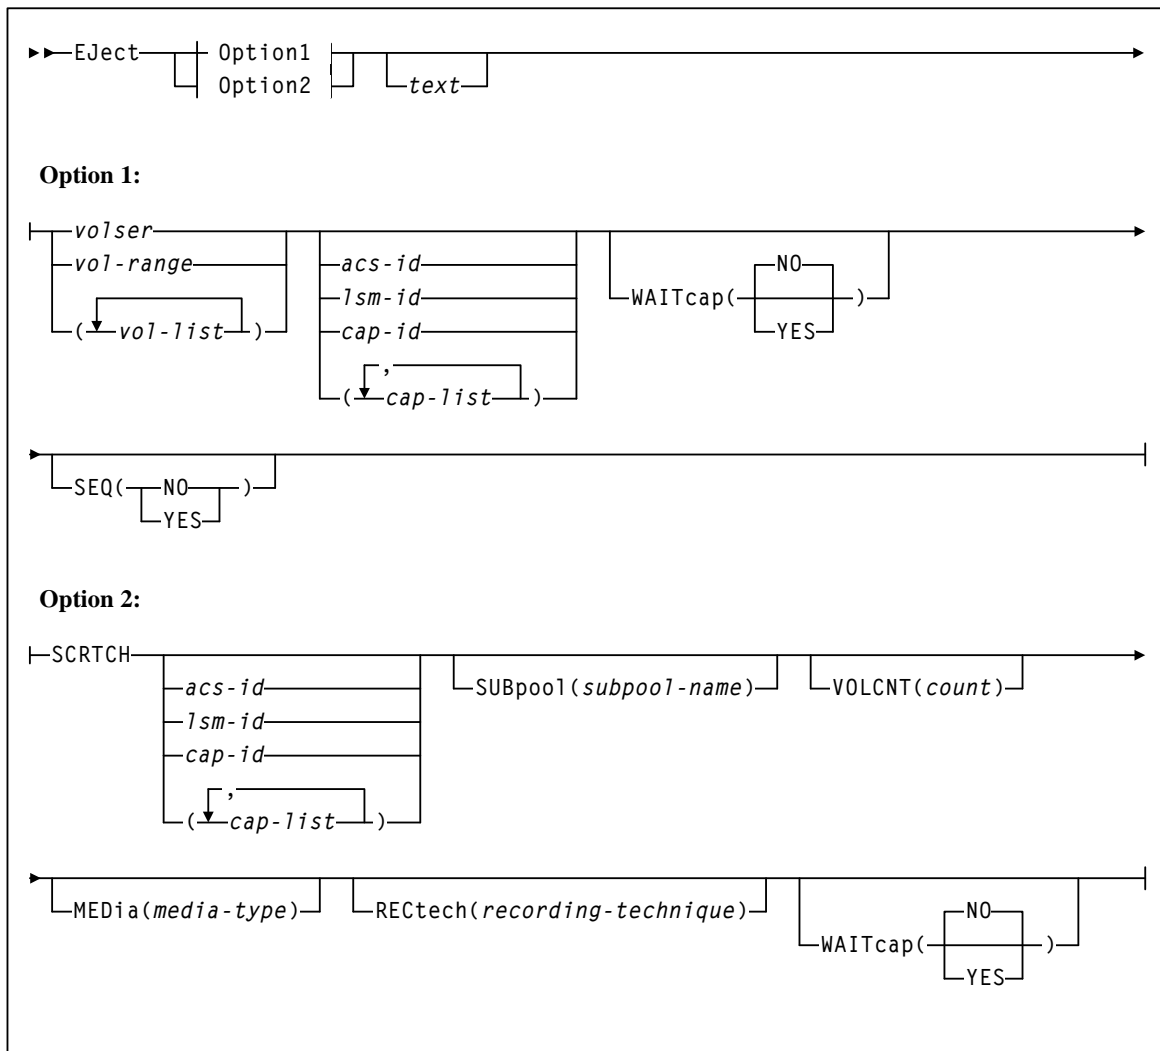 EJect Option1
Option2 text
Option 1:
volser
vol-range acs-id NO
lsm-id WAITcap( )
( vol-list ) cap-id YES
,
( cap-list )
SEQ( NO )
YES
Option 2:
SCRTCH
acs-id SUBpool(subpool-name) VOLCNT(count)
lsm-id
cap-id
,
( cap-list )
MEDia(media-type) RECtech(recording-technique) NO
WAITcap( )
YES